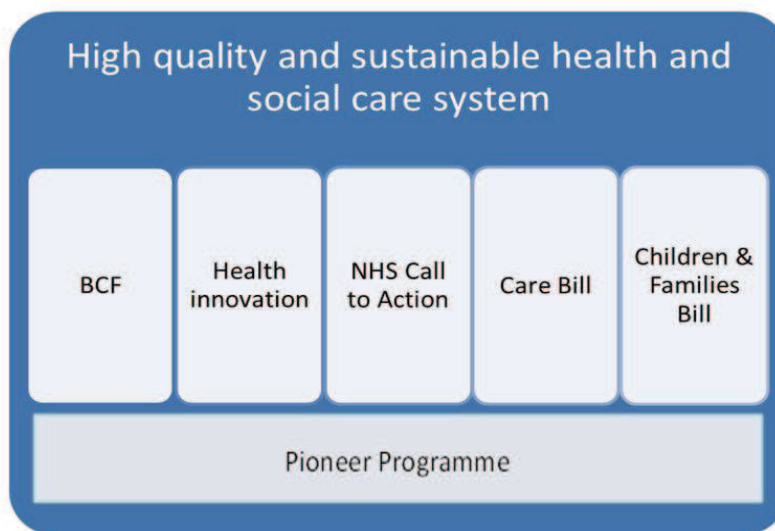 High quality and sustainable health and
social care system
BCF
Health
innovation
NHS Call
to Action
Care Bill
Children &
Families
Bill
Pioneer Programme